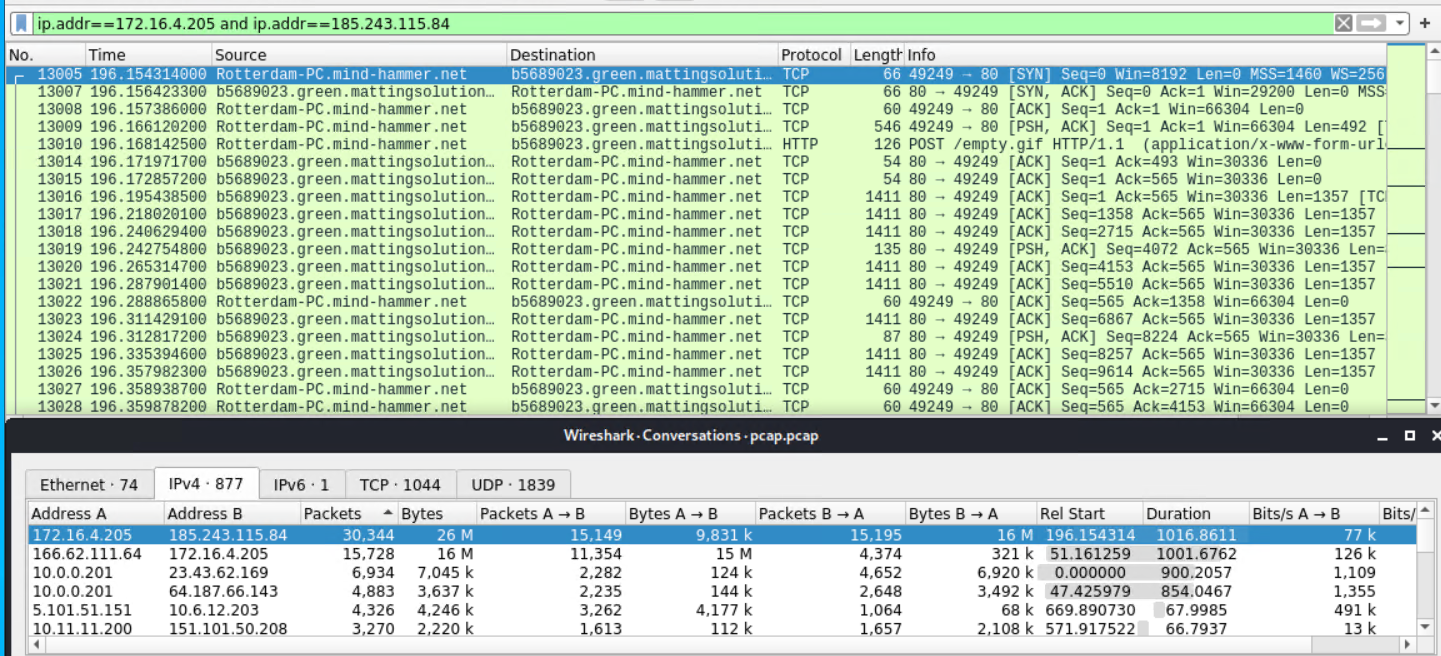 ip.addr==172.16.4.205 and ip.addr==185.243.115.84
No. Time Source Destination Protocol Length Info
13005 196.154314000 Rotterdam-PC.mind-hammer.net b5689023.green.mattingsoluti… TCP 66 49249 → 80 [SYN] Seq=0 Win=8192 Len=0 MSS=1460 WS=256
13007 196.156423300 b5689023.green.mattingsolution… Rotterdam-PC.mind-hammer.net TCP 66 80 → 49249 [SYN, ACK] Seq=0 Ack=1 Win=29200 Len=0 MSS=
13008 196.157386000 Rotterdam-PC.mind-hammer.net b5689023.green.mattingsoluti… TCP 60 49249 → 80 [ACK] Seq=1 Ack=1 Win=66304 Len=0
13009 196.166120200 Rotterdam-PC.mind-hammer.net b5689023.green.mattingsoluti… TCP 546 49249 → 80 [PSH, ACK] Seq=1 Ack=1 Win=66304 Len=492 [
13010 196.168142500 Rotterdam-PC.mind-hammer.net b5689023.green.mattingsoluti… HTTP 126 POST /empty.gif HTTP/1.1 (application/x-www-form-url
13014 196.171971700 b5689023.green.mattingsolution… Rotterdam-PC.mind-hammer.net TCP 54 80 → 49249 [ACK] Seq=1 Ack=493 Win=30336 Len=0
13015 196.172857200 b5689023.green.mattingsolution… Rotterdam-PC.mind-hammer.net TCP 54 80 → 49249 [ACK] Seq=1 Ack=565 Win=30336 Len=0
13016 196.195438500 b5689023.green.mattingsolution… Rotterdam-PC.mind-hammer.net TCP 1411 80 → 49249 [ACK] Seq=1 Ack=565 Win=30336 Len=1357 [TC
13017 196.218020100 b5689023.green.mattingsolution… Rotterdam-PC.mind-hammer.net TCP 1411 80 → 49249 [ACK] Seq=1358 Ack=565 Win=30336 Len=1357
13018 196.240629400 b5689023.green.mattingsolution… Rotterdam-PC.mind-hammer.net TCP 1411 80 → 49249 [ACK] Seq=2715 Ack=565 Win=30336 Len=1357
13019 196.242754800 b5689023.green.mattingsolution… Rotterdam-PC.mind-hammer.net TCP 135 80 → 49249 [PSH, ACK] Seq=4072 Ack=565 Win=30336 Len=
13020 196.265314700 b5689023.green.mattingsolution… Rotterdam-PC.mind-hammer.net TCP 1411 80 → 49249 [ACK] Seq=4153 Ack=565 Win=30336 Len=1357
13021 196.287901400 b5689023.green.mattingsolution… Rotterdam-PC.mind-hammer.net TCP 1411 80 → 49249 [ACK] Seq=5510 Ack=565 Win=30336 Len=1357
13022 196.288865800 Rotterdam-PC.mind-hammer.net b5689023.green.mattingsoluti… TCP 60 49249 → 80 [ACK] Seq=565 Ack=1358 Win=66304 Len=0
13023 196.311429100 b5689023.green.mattingsolution… Rotterdam-PC.mind-hammer.net TCP 1411 80 → 49249 [ACK] Seq=6867 Ack=565 Win=30336 Len=1357
13024 196.312817200 b5689023.green.mattingsolution… Rotterdam-PC.mind-hammer.net TCP 87 80 → 49249 [PSH, ACK] Seq=8224 Ack=565 Win=30336 Len=
13025 196.335394600 b5689023.green.mattingsolution… Rotterdam-PC.mind-hammer.net TCP 1411 80 → 49249 [ACK] Seq=8257 Ack=565 Win=30336 Len=1357
13026 196.357982300 b5689023.green.mattingsolution… Rotterdam-PC.mind-hammer.net TCP 1411 80 → 49249 [ACK] Seq=9614 Ack=565 Win=30336 Len=1357
13027 196.358938700 Rotterdam-PC.mind-hammer.net b5689023.green.mattingsoluti… TCP 60 49249 → 80 [ACK] Seq=565 Ack=2715 Win=66304 Len=0
13028 196.359878200 Rotterdam-PC.mind-hammer.net b5689023.green.mattingsoluti… TCP 60 49249 → 80 [ACK] Seq=565 Ack=4153 Win=66304 Len=0
Wireshark · Conversations · pcap.pcap
Ethernet · 74 IPv4 · 877 IPv6 · 1 TCP · 1044 UDP · 1839
Address A Address B Packets Bytes Packets A → B Bytes A → B Packets B → A Bytes B → A Rel Start Duration Bits/s A → B Bits/
172.16.4.205 185.243.115.84 30,344 26 M 15,149 9,831 k 15,195 16 M 196.154314 1016.8611 77 k
166.62.111.64 172.16.4.205 15,728 16 M 11,354 15 M 4,374 321 k 51.161259 1001.6762 126 k
10.0.0.201 23.43.62.169 6,934 7,045 k 2,282 124 k 4,652 6,920 k 0.000000 900.2057 1,109
10.0.0.201 64.187.66.143 4,883 3,637 k 2,235 144 k 2,648 3,492 k 47.425979 854.0467 1,355
5.101.51.151 10.6.12.203 4,326 4,246 k 3,262 4,177 k 1,064 68 k 669.890730 67.9985 491 k
10.11.11.200 151.101.50.208 3,270 2,220 k 1,613 112 k 1,657 2,108 k 571.917522 66.7937 13 k